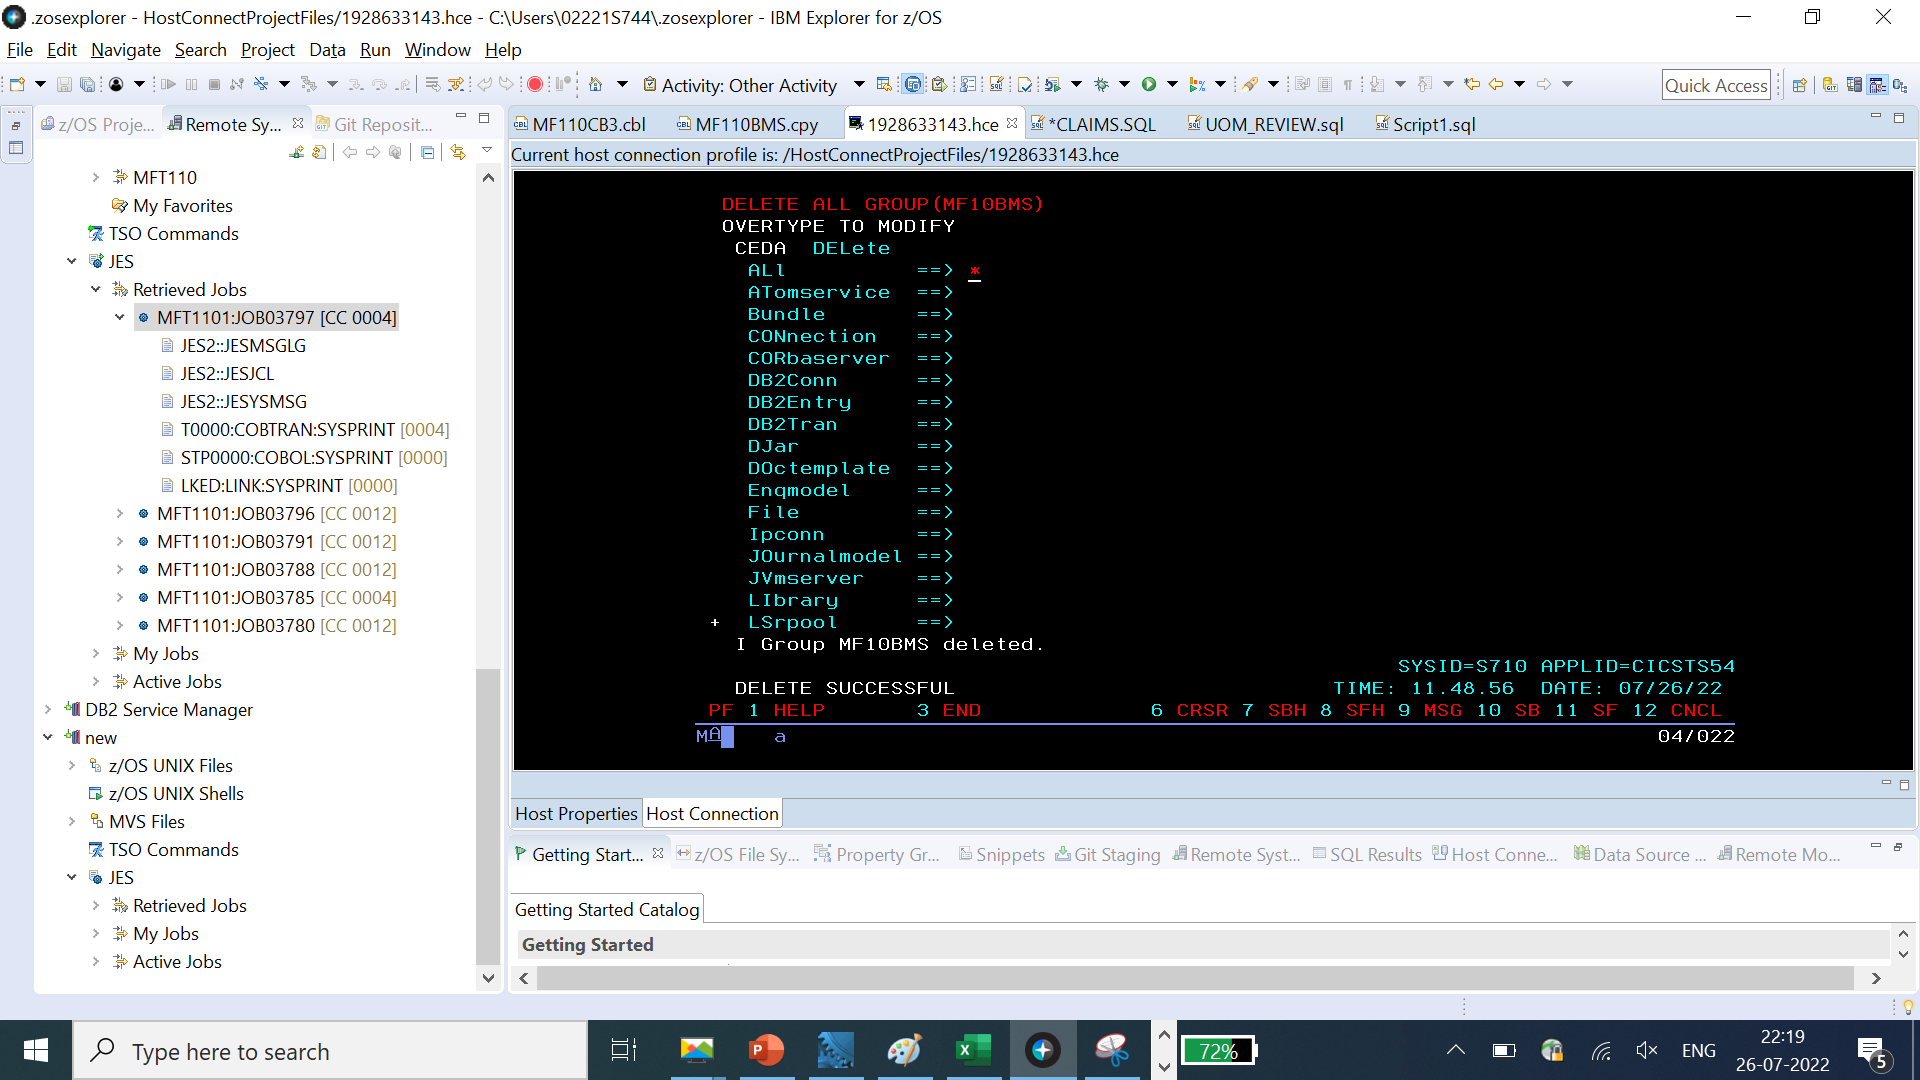 .zosexplorer - HostConnectProjectFiles/1928633143.hce - C:\Users\02221S744\.zosexplorer - IBM Explorer for z/OS
File Edit Navigate Search Project Data Run Window Help
Activity: Other Activity
Quick Access
z/OS Proje...
Remote Sy...
Git Reposit...
MFT110
My Favorites
TSO Commands
JES
Retrieved Jobs
MFT1101:JOB03797 [CC 0004]
JES2::JESMSGLG
JES2::JESJCL
JES2::JESYSMSG
T0000:COBTRAN:SYSPRINT [0004]
STP0000:COBOL:SYSPRINT [0000]
LKED:LINK:SYSPRINT [0000]
MFT1101:JOB03796 [CC 0012]
MFT1101:JOB03791 [CC 0012]
MFT1101:JOB03788 [CC 0012]
MFT1101:JOB03785 [CC 0004]
MFT1101:JOB03780 [CC 0012]
My Jobs
Active Jobs
DB2 Service Manager
new
z/OS UNIX Files
z/OS UNIX Shells
MVS Files
TSO Commands
JES
Retrieved Jobs
My Jobs
Active Jobs
MF110CB3.cbl
MF110BMS.cpy
1928633143.hce
*CLAIMS.SQL
UOM_REVIEW.sql
Script1.sql
Current host connection profile is: /HostConnectProjectFiles/1928633143.hce
DELETE ALL GROUP(MF10BMS)
OVERTYPE TO MODIFY
CEDA DELete
ALl ==> *
ATomservice ==>
Bundle ==>
CONnection ==>
CORbaserver ==>
DB2Conn ==>
DB2Entry ==>
DB2Tran ==>
DJar ==>
DOctemplate ==>
Enqmodel ==>
File ==>
Ipconn ==>
JOurnalmodel ==>
JVmserver ==>
LIbrary ==>
+ LSrpool ==>
I Group MF10BMS deleted.
SYSID=S710 APPLID=CICSTS54
DELETE SUCCESSFUL TIME: 11.48.56 DATE: 07/26/22
PF 1 HELP 3 END 6 CRSR 7 SBH 8 SFH 9 MSG 10 SB 11 SF 12 CNCL
MA a 04/022
Host Properties
Host Connection
Getting Start...
z/OS File Sy...
Property Gr...
Snippets
Git Staging
Remote Syst...
SQL Results
Host Conne...
Data Source ...
Remote Mo...
Getting Started Catalog
Getting Started
Type here to search
72%
ENG
22:19
26-07-2022
5